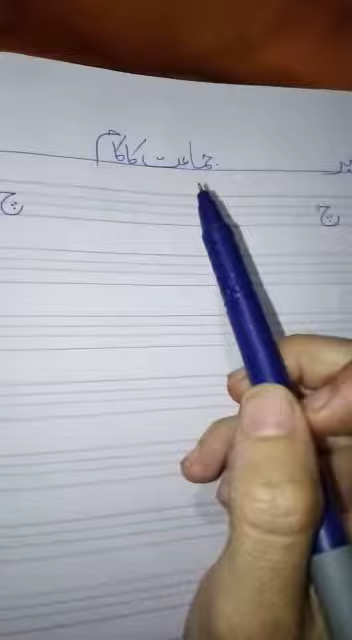 جماعت کا کام
چ چ